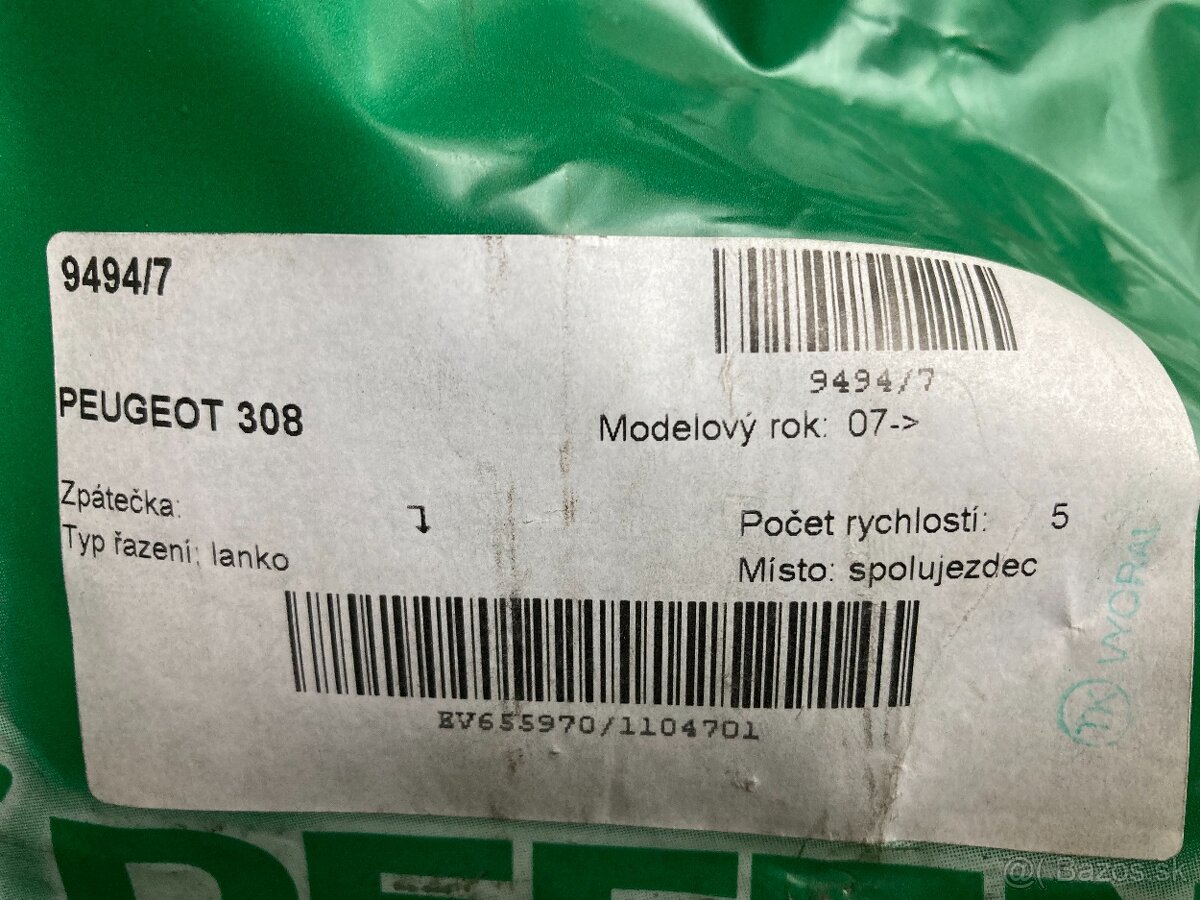 9494/7
9494/7
PEUGEOT 308
Modelový rok: 07->
Zpátečka:
Počet rychlostí: 5
Typ řazení: lanko
Místo: spolujezdec
EV655970/1104701
VYGRAL
Bazos.sk